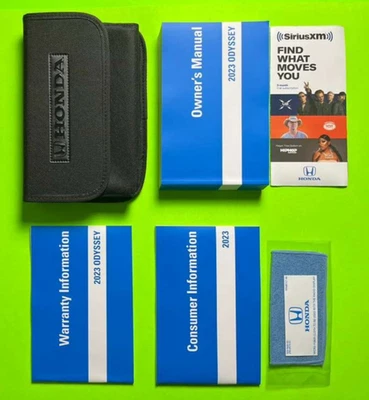 HONDA
Owner's Manual
2023 ODYSSEY
SiriusXM
FIND
WHAT
MOVES
YOU
HONDA
Warranty Information
2023 ODYSSEY
Consumer Information
2023
HONDA